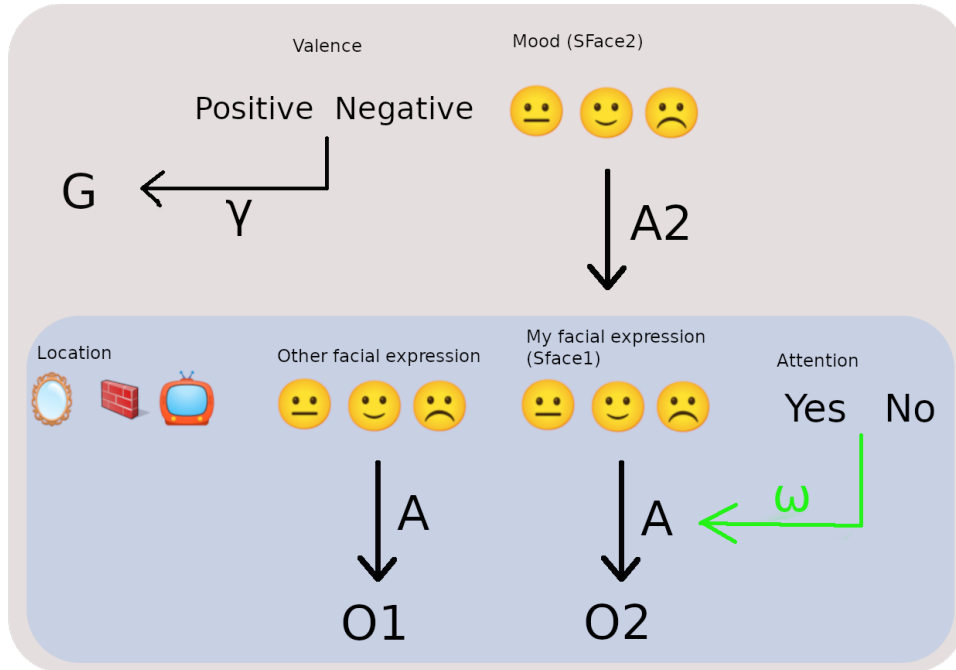 Valence
Mood (SFace2)
Positive Negative
G
γ
A2
Location
Other facial expression
My facial expression
(Sface1)
Attention
Yes No
A
A
ω
O1
O2